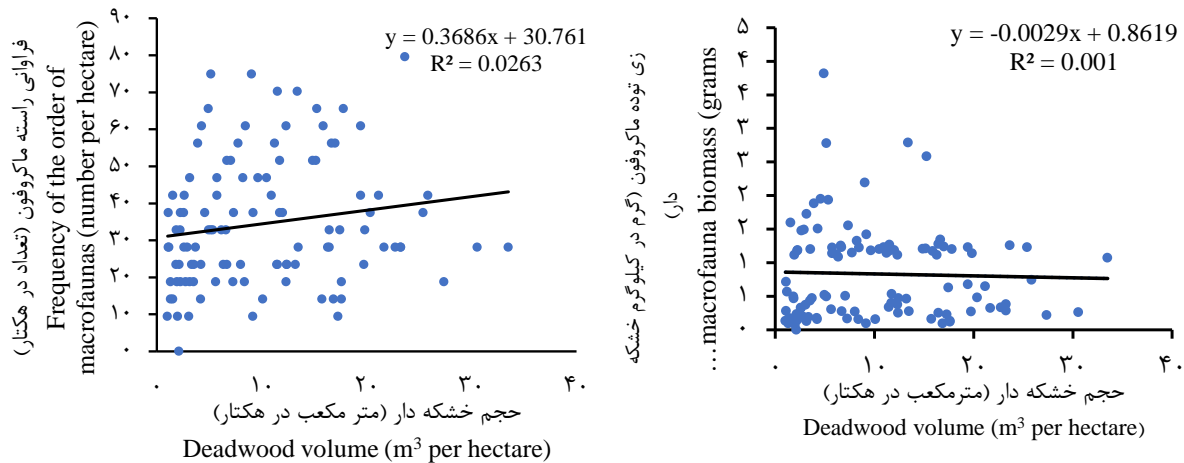 فراوانی راسته ماکروفون (تعداد در هکتار)
Frequency of the order of
macrofaunas (number per hectare)
۹۰
۸۰
۷۰
۶۰
۵۰
۴۰
۳۰
۲۰
۱۰
۰
y = 0.3686x + 30.761
R² = 0.0263
۰ ۱۰ ۲۰ ۳۰ ۴۰
حجم خشکه دار (متر مکعب در هکتار)
Deadwood volume (m³ per hectare)
زی توده ماکروفون (گرم در کیلوگرم خشکه
دار)
…macrofauna biomass (grams
۵
۴
۴
۳
۳
۲
۲
۱
۱
۰
y = -0.0029x + 0.8619
R² = 0.001
۰ ۱۰ ۲۰ ۳۰ ۴۰
حجم خشکه دار (مترمکعب در هکتار)
Deadwood volume (m³ per hectare)